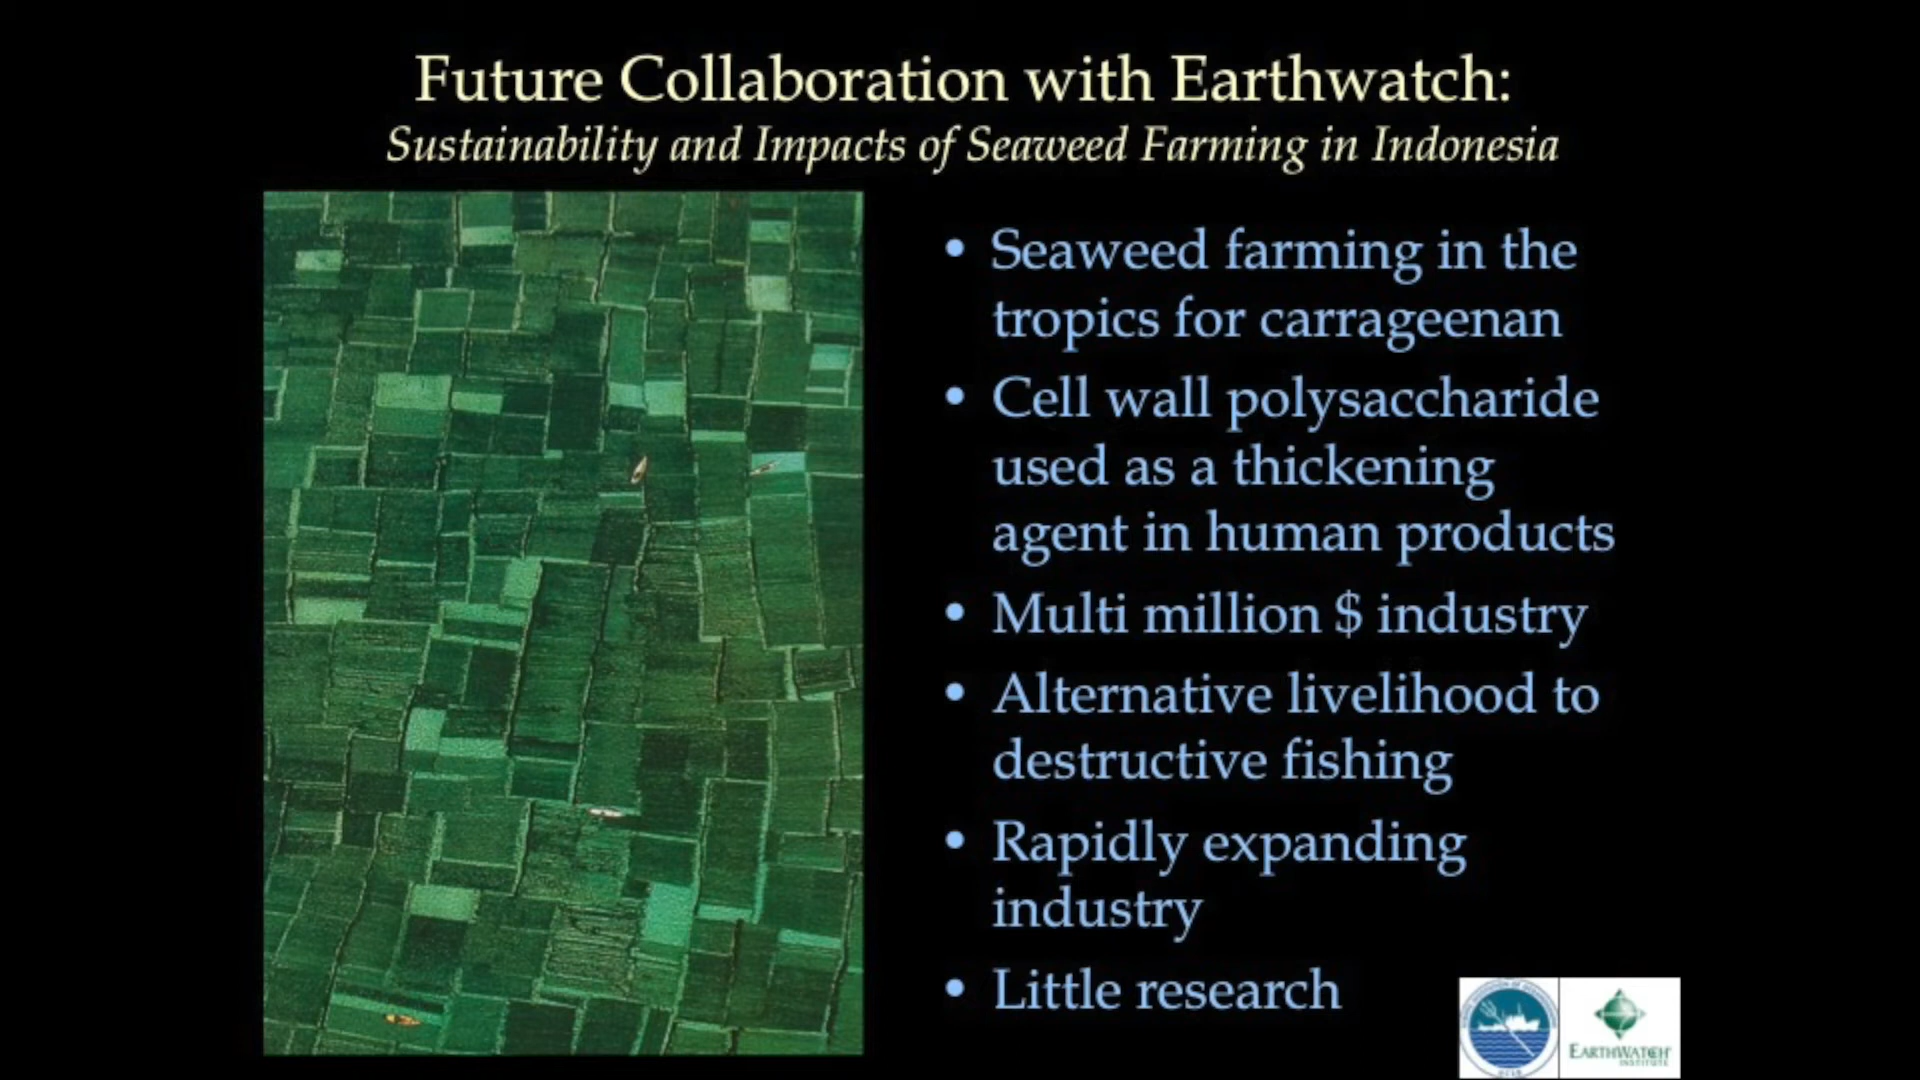 Future Collaboration with Earthwatch:
Sustainability and Impacts of Seaweed Farming in Indonesia
• Seaweed farming in the
tropics for carrageenan
• Cell wall polysaccharide
used as a thickening
agent in human products
• Multi million $ industry
• Alternative livelihood to
destructive fishing
• Rapidly expanding
industry
• Little research
EARTHWATCH
INSTITUTE